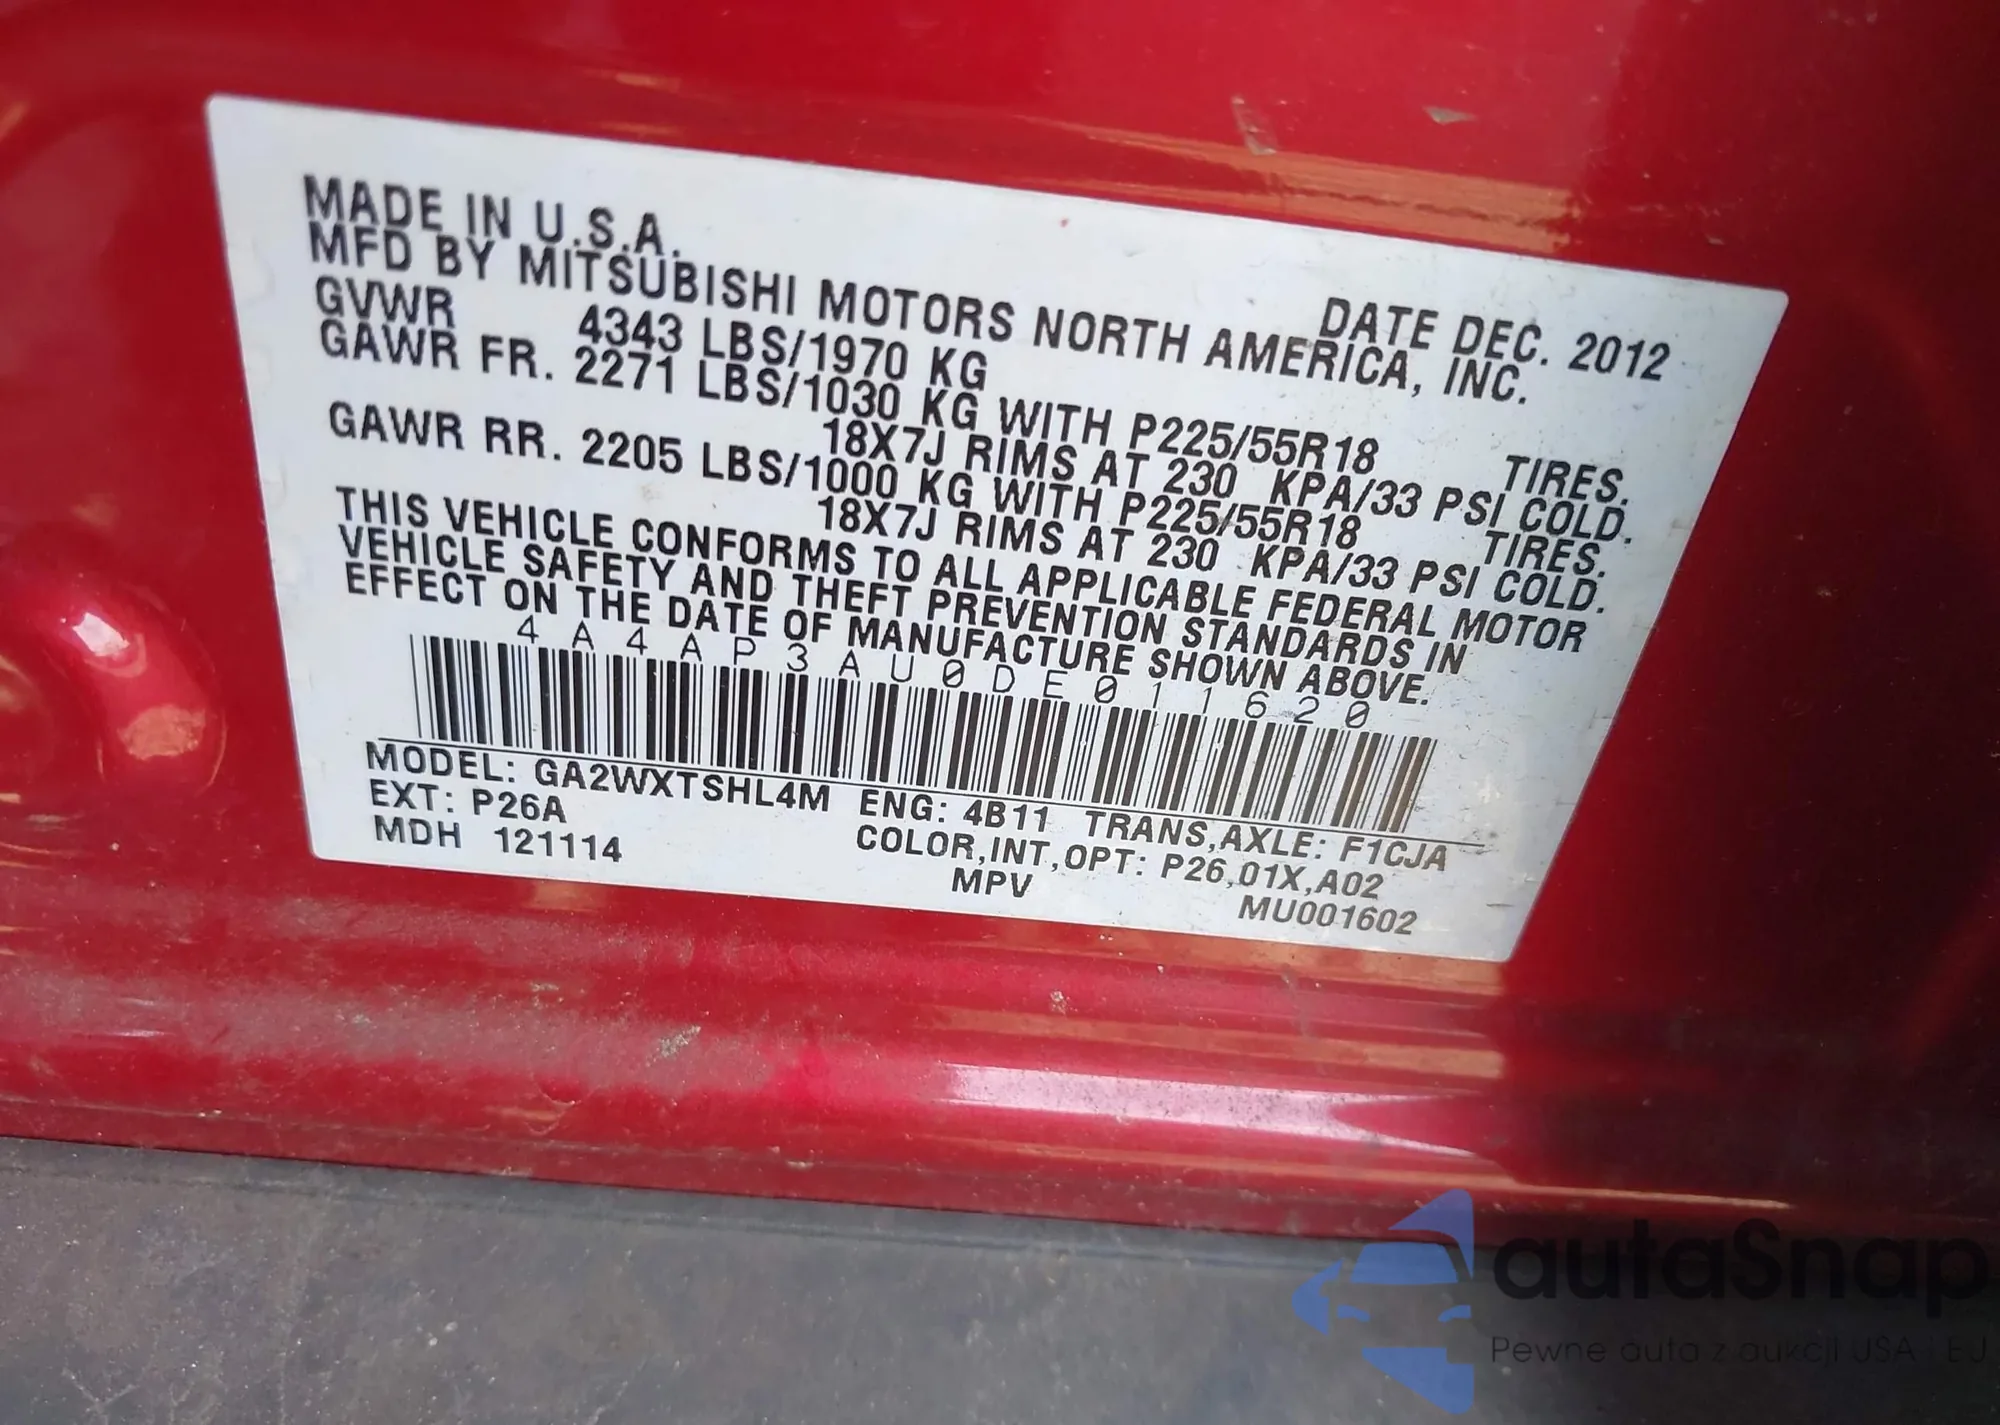 MADE IN U.S.A. DATE DEC. 2012
MFD BY MITSUBISHI MOTORS NORTH AMERICA, INC.
GVWR 4343 LBS/1970 KG
GAWR FR. 2271 LBS/1030 KG WITH P225/55R18 TIRES.
18X7J RIMS AT 230 KPA/33 PSI COLD.
GAWR RR. 2205 LBS/1000 KG WITH P225/55R18 TIRES.
18X7J RIMS AT 230 KPA/33 PSI COLD.
THIS VEHICLE CONFORMS TO ALL APPLICABLE FEDERAL MOTOR
VEHICLE SAFETY AND THEFT PREVENTION STANDARDS IN
EFFECT ON THE DATE OF MANUFACTURE SHOWN ABOVE.
4A4AP3AU0DE011620
MODEL: GA2WXTSHL4M ENG: 4B11 TRANS,AXLE: F1CJA
EXT: P26A COLOR,INT,OPT: P26,01X,A02
MDH 121114 MPV MU001602
autaSnap
Pewne auta z aukcji USA i EU